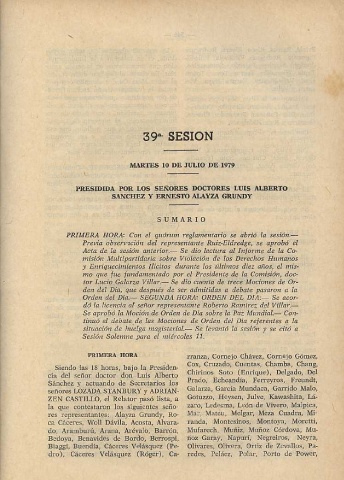 39ª SESION
MARTES 10 DE JULIO DE 1979
PRESIDIDA POR LOS SEÑORES DOCTORES LUIS ALBERTO
SANCHEZ Y ERNESTO ALAYZA GRUNDY
SUMARIO
PRIMERA HORA: Con el quórum reglamentario se abrió la sesión.—
Previa observación del representante Ruiz-Eldredge, se aprobó el
Acta de la sesión anterior.— Se dio lectura al Informe de la Co-
misión Multipartidaria sobre Violación de los Derechos Humanos
y Enriquecimientos Ilícitos durante los últimos diez años, el mis-
mo que fue fundamentado por el Presidente de la Comisión, doc-
tor Lucio Galarza Villar.— Se dio cuenta de trece Mociones de Or-
den del Día, que después de ser admitidas a debate pasaron a la
Orden del Día.— SEGUNDA HORA: ORDEN DEL DIA:— Se acor-
dó la licencia al señor representante Roberto Ramírez del Villar.—
Se aprobó la Moción de Orden del Día sobre la Paz Mundial.— Con-
tinuó el debate de las Mociones de Orden del Día referentes a la
situación de huelga magisterial.— Se levantó la sesión y se citó a
Sesión Solemne para el miércoles 11.
PRIMERA HORA
Siendo las 18 horas, bajo la Presiden-
cia del señor doctor don Luis Alberto
Sánchez y actuando de Secretarios los
señores LOZADA STANBURY y ADRIAN-
ZEN CASTILLO, el Relator pasó lista, a
la que contestaron los siguientes seño-
res representantes: Alayza Grundy, Ro-
ca Cáceres, Woll Dávila, Acosta, Alvara-
do, Aramburú, Arana, Arévalo, Barrón,
Bedoya, Benavides de Bordo, Berrospi,
Biaggi, Buendía, Cáceres Velásquez (Pe-
dro), Cáceres Velásquez (Róger), Ca-
rranza, Cornejo Chávez, Cornejo Gómez,
Cox, Cruzado, Cuentas, Chambs, Chang,
Chirinos Soto (Enrique), Delgado, Del
Prado, Echeandía, Ferreyros, Freundt,
Galarza, García Mundaca, Garrido Malo,
Gotuzzo, Heysen, Julve, Kawashita, Lá-
zaro, Ledesma, León de Vivero, Malpica,
Mat, Mateu, Melgar, Meza Cuadra, Mi-
randa, Montesinos, Montoya, Moretti,
Mufarech, Muñiz, Muñoz Córdova, Mu-
ñoz Garay, Napurí, Negreiros, Neyra,
Olivares, Olivera, Ortiz de Zevallos, Pa-
redes, Peláez, Polar, Porto de Power,